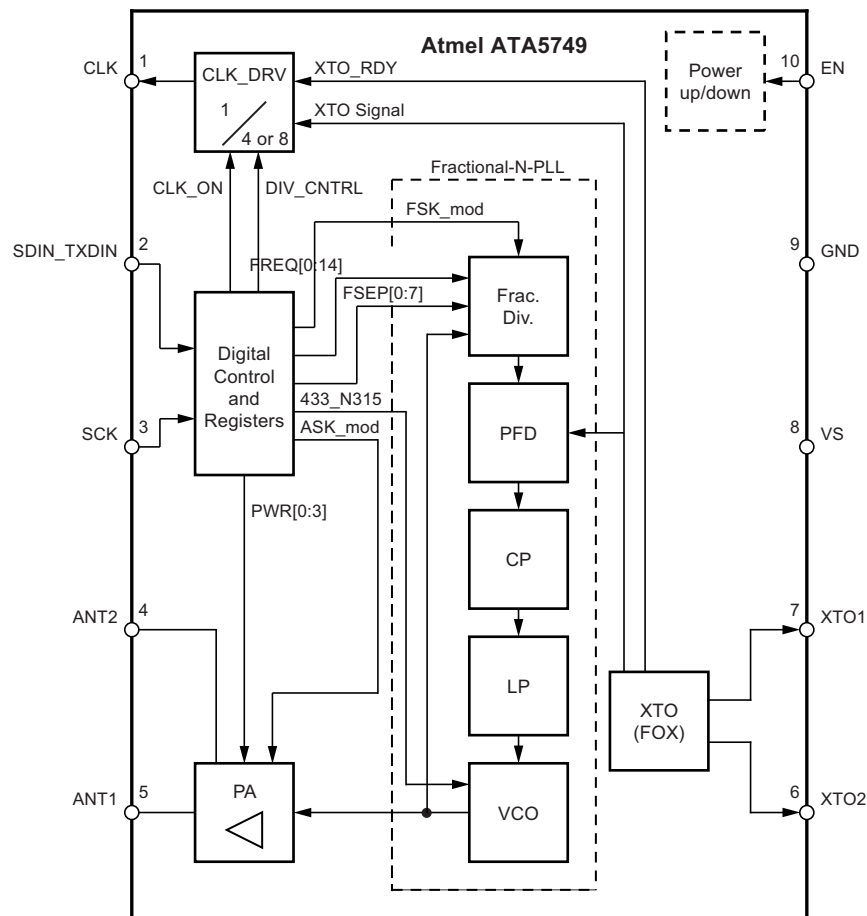 Atmel ATA5749
CLK
1
CLK_DRV
1
4 or 8
XTO_RDY
XTO Signal
Power
up/down
10
EN
CLK_ON
DIV_CNTRL
Fractional-N-PLL
FSK_mod
SDIN_TXDIN
2
FREQ[0:14]
FSEP[0:7]
Frac.
Div.
9
GND
Digital
Control
and
Registers
433_N315
ASK_mod
SCK
3
PFD
8
VS
PWR[0:3]
CP
ANT2
4
LP
7
XTO1
XTO
(FOX)
ANT1
5
PA
VCO
6
XTO2